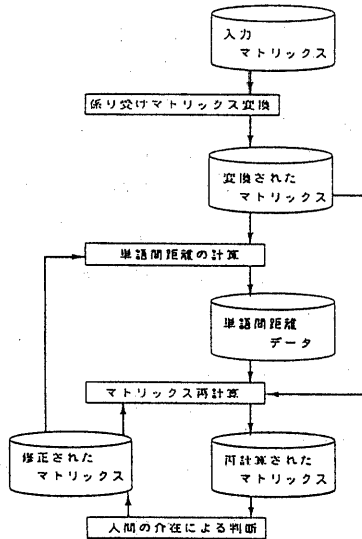 入力
マトリックス
係り受けマトリックス変換
変換された
マトリックス
単語間距離の計算
単語間距離
データ
マトリックス再計算
修正された
マトリックス
再計算された
マトリックス
人間の介在による判断